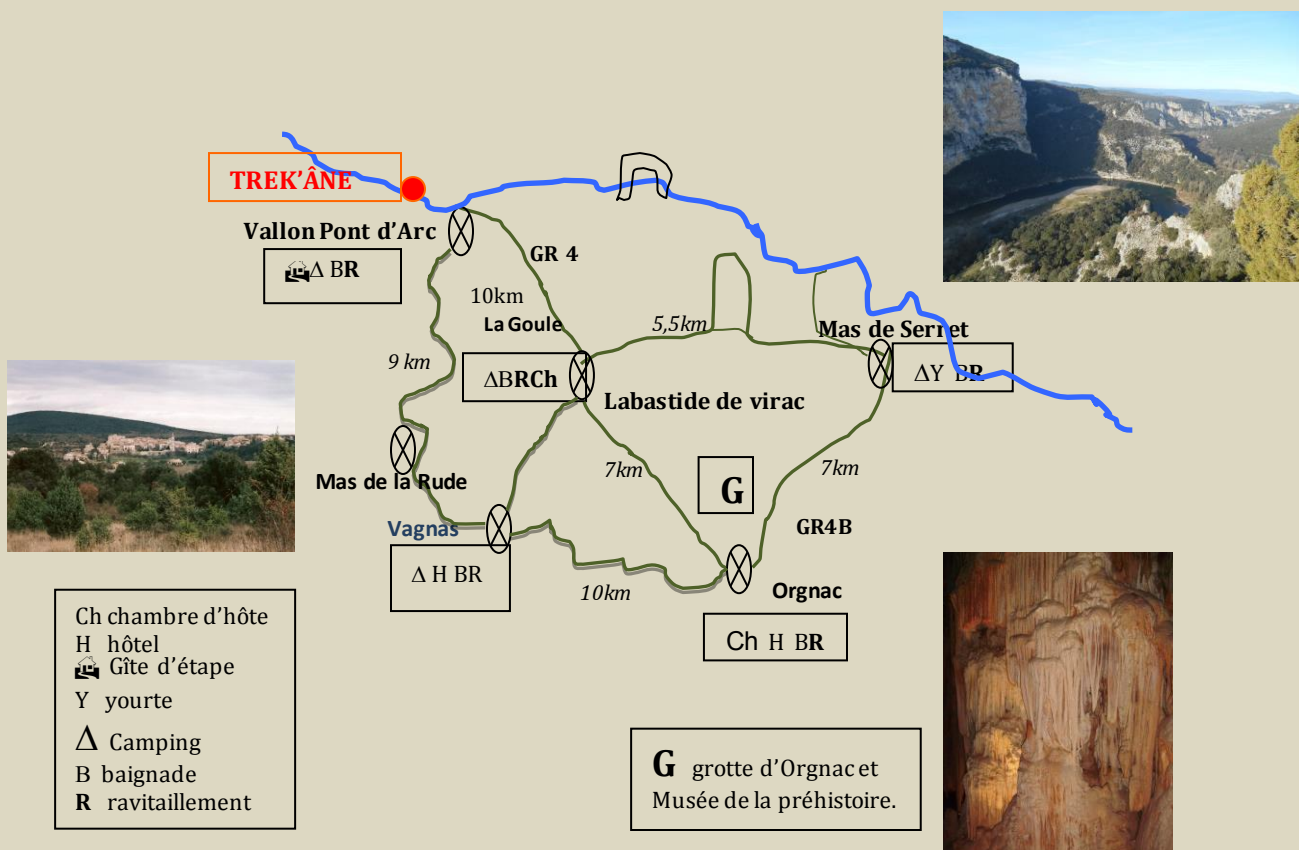 TREK’ÂNE
Vallon Pont d’Arc
Δ BR
GR 4
10km
La Goule
5,5km
Mas de Serret
ΔY BR
9 km
ΔBRCh
Labastide de virac
7km
G
7km
Mas de la Rude
GR4B
Vagnas
Δ H BR
10km
Orgnac
Ch H BR
Ch chambre d’hôte
H hôtel
Gîte d’étape
Y yourte
Δ Camping
B baignade
R ravitaillement
G grotte d’Orgnac et
Musée de la préhistoire.